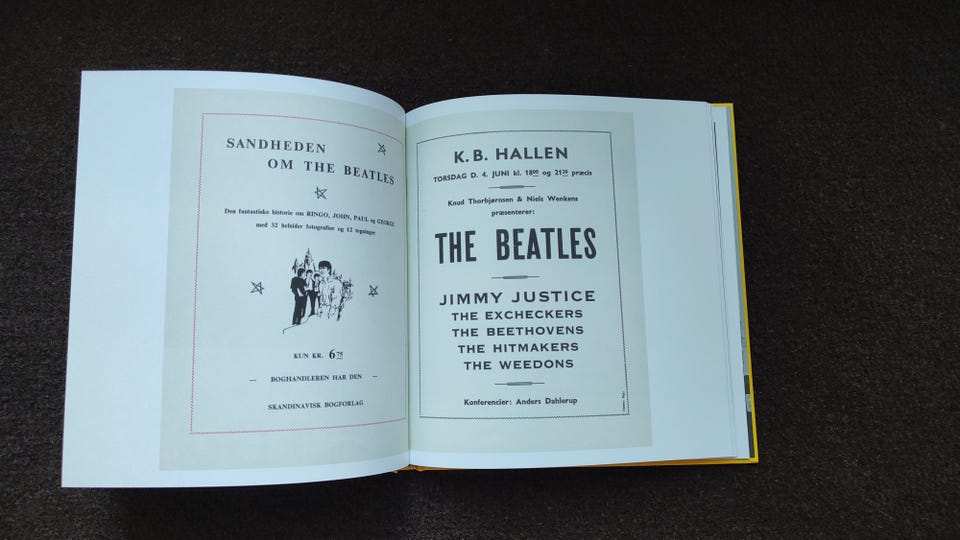 SANDHEDEN
OM THE BEATLES
Den fantastiske historie om RINGO, JOHN, PAUL og GEORGE
med 32 helsider fotografier og 12 tegninger
KUN KR. 6 75
— BOGHANDLEREN HAR DEN —
SKANDINAVISK BOGFORLAG
K. B. HALLEN
TORSDAG D. 4. JUNI kl. 18 00 og 21 30 præcis
Knud Thorbjørnsen & Niels Wenkens
præsenterer:
THE BEATLES
JIMMY JUSTICE
THE EXCHECKERS
THE BEETHOVENS
THE HITMAKERS
THE WEEDONS
Konferencier: Anders Dahlerup